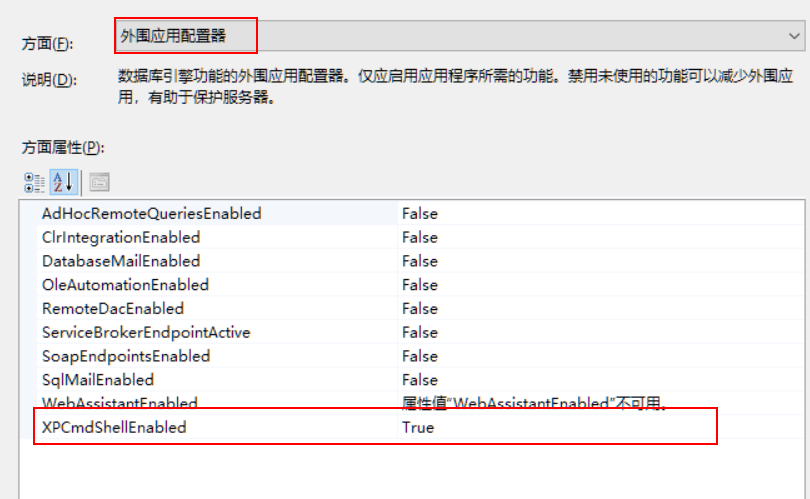 方面(F): 外围应用配置器
说明(D): 数据库引擎功能的外围应用配置器。仅应启用应用程序所需的功能。禁用未使用的功能可以减少外围应
用，有助于保护服务器。
方面属性(P):
AdHocRemoteQueriesEnabled False
ClrIntegrationEnabled False
DatabaseMailEnabled False
OleAutomationEnabled False
RemoteDacEnabled False
ServiceBrokerEndpointActive False
SoapEndpointsEnabled False
SqlMailEnabled False
WebAssistantEnabled 属性值“WebAssistantEnabled”不可用。
XPCmdShellEnabled True